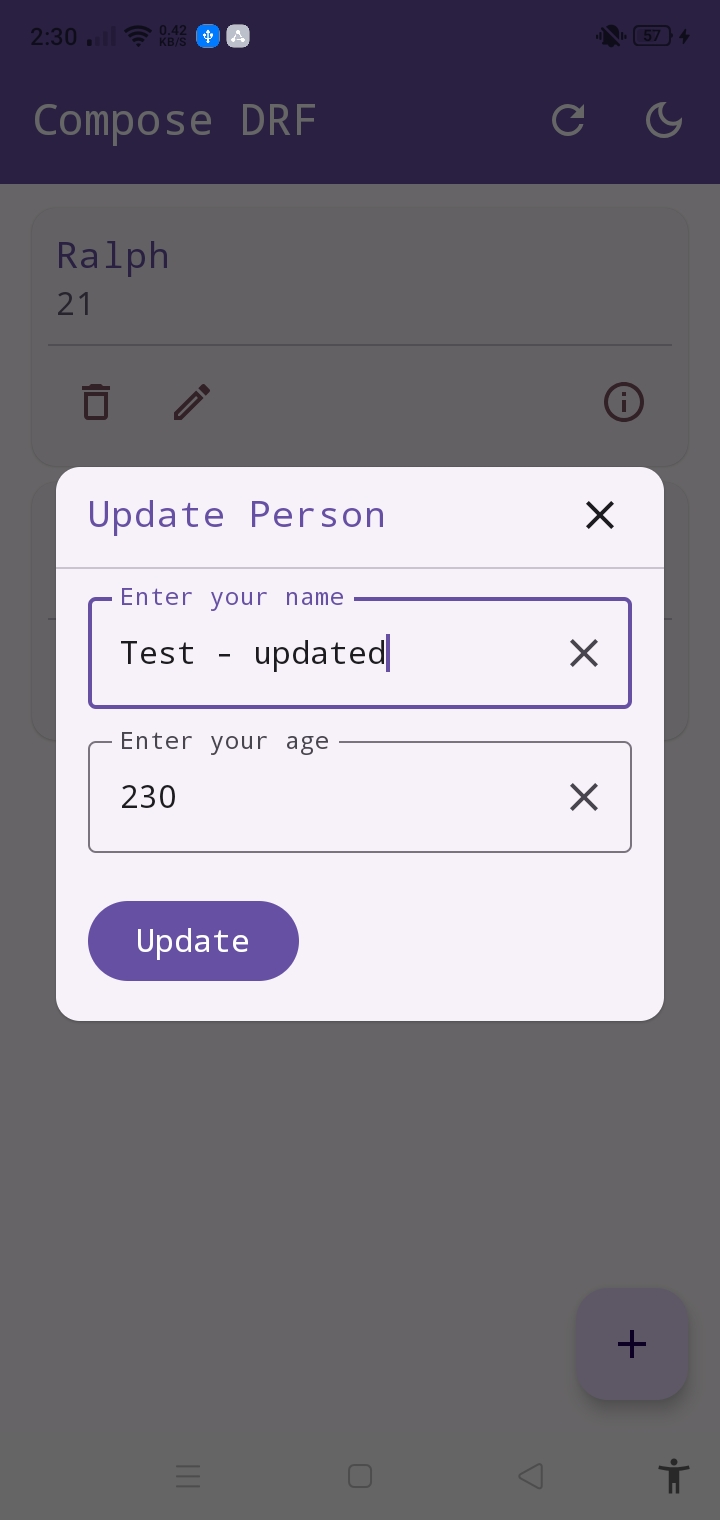 2:30
0.42
KB/S
57
Compose DRF
Ralph
21
Update Person
Enter your name
Test - updated
Enter your age
230
Update